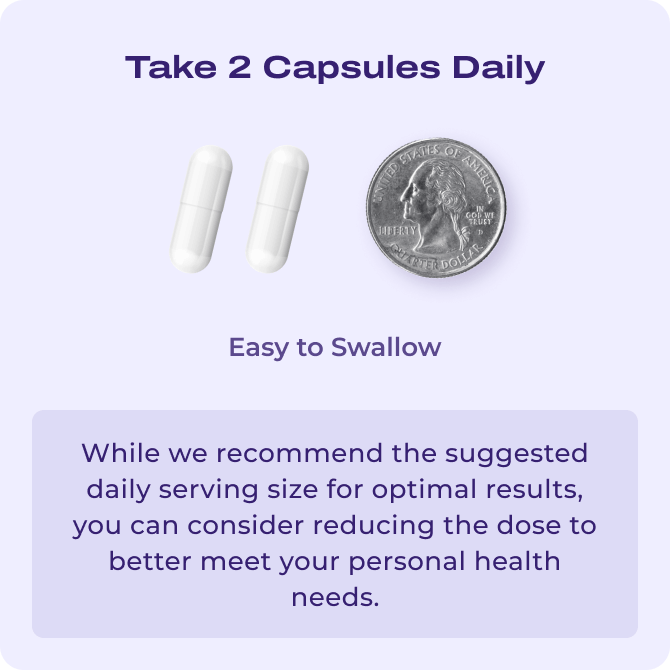 Take 2 Capsules Daily
UNITED STATES OF AMERICA
IN
GOD WE
TRUST
LIBERTY
D
QUARTER DOLLAR
Easy to Swallow
While we recommend the suggested
daily serving size for optimal results,
you can consider reducing the dose to
better meet your personal health
needs.